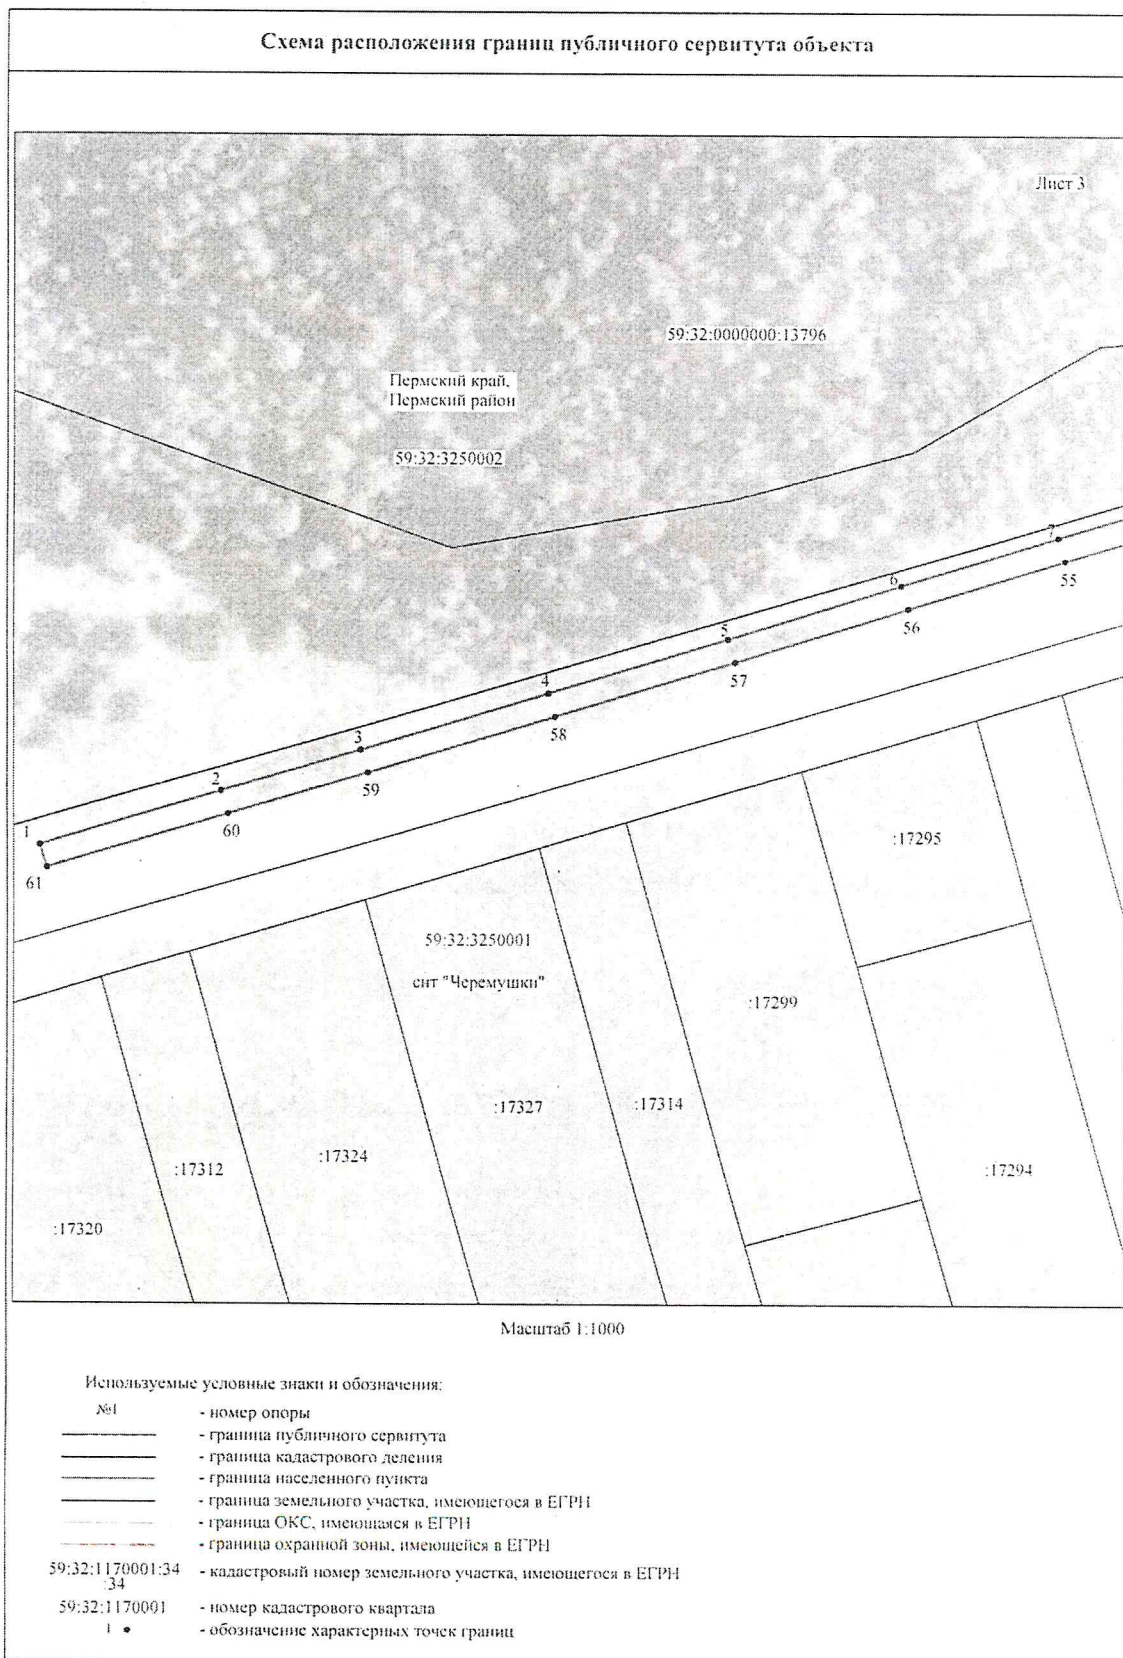 Схема расположения границ публичного сервитута объекта
Лист 3
59:32:0000000:13796
Пермский край,
Пермский район
59:32:3250002
7
55
6
56
5
57
4
58
3
59
2
60
1
61
:17295
59:32:3250001
снт "Черемушки"
:17299
:17327
:17314
:17324
:17312
:17294
:17320
Масштаб 1:1000
Используемые условные знаки и обозначения:
№1 - номер опоры
- граница публичного сервитута
- граница кадастрового деления
- граница населенного пункта
- граница земельного участка, имеющегося в ЕГРН
- граница ОКС, имеющаяся в ЕГРН
- граница охранной зоны, имеющейся в ЕГРН
59:32:1170001:34 - кадастровый номер земельного участка, имеющегося в ЕГРН
:34
59:32:1170001 - номер кадастрового квартала
1 - обозначение характерных точек границ